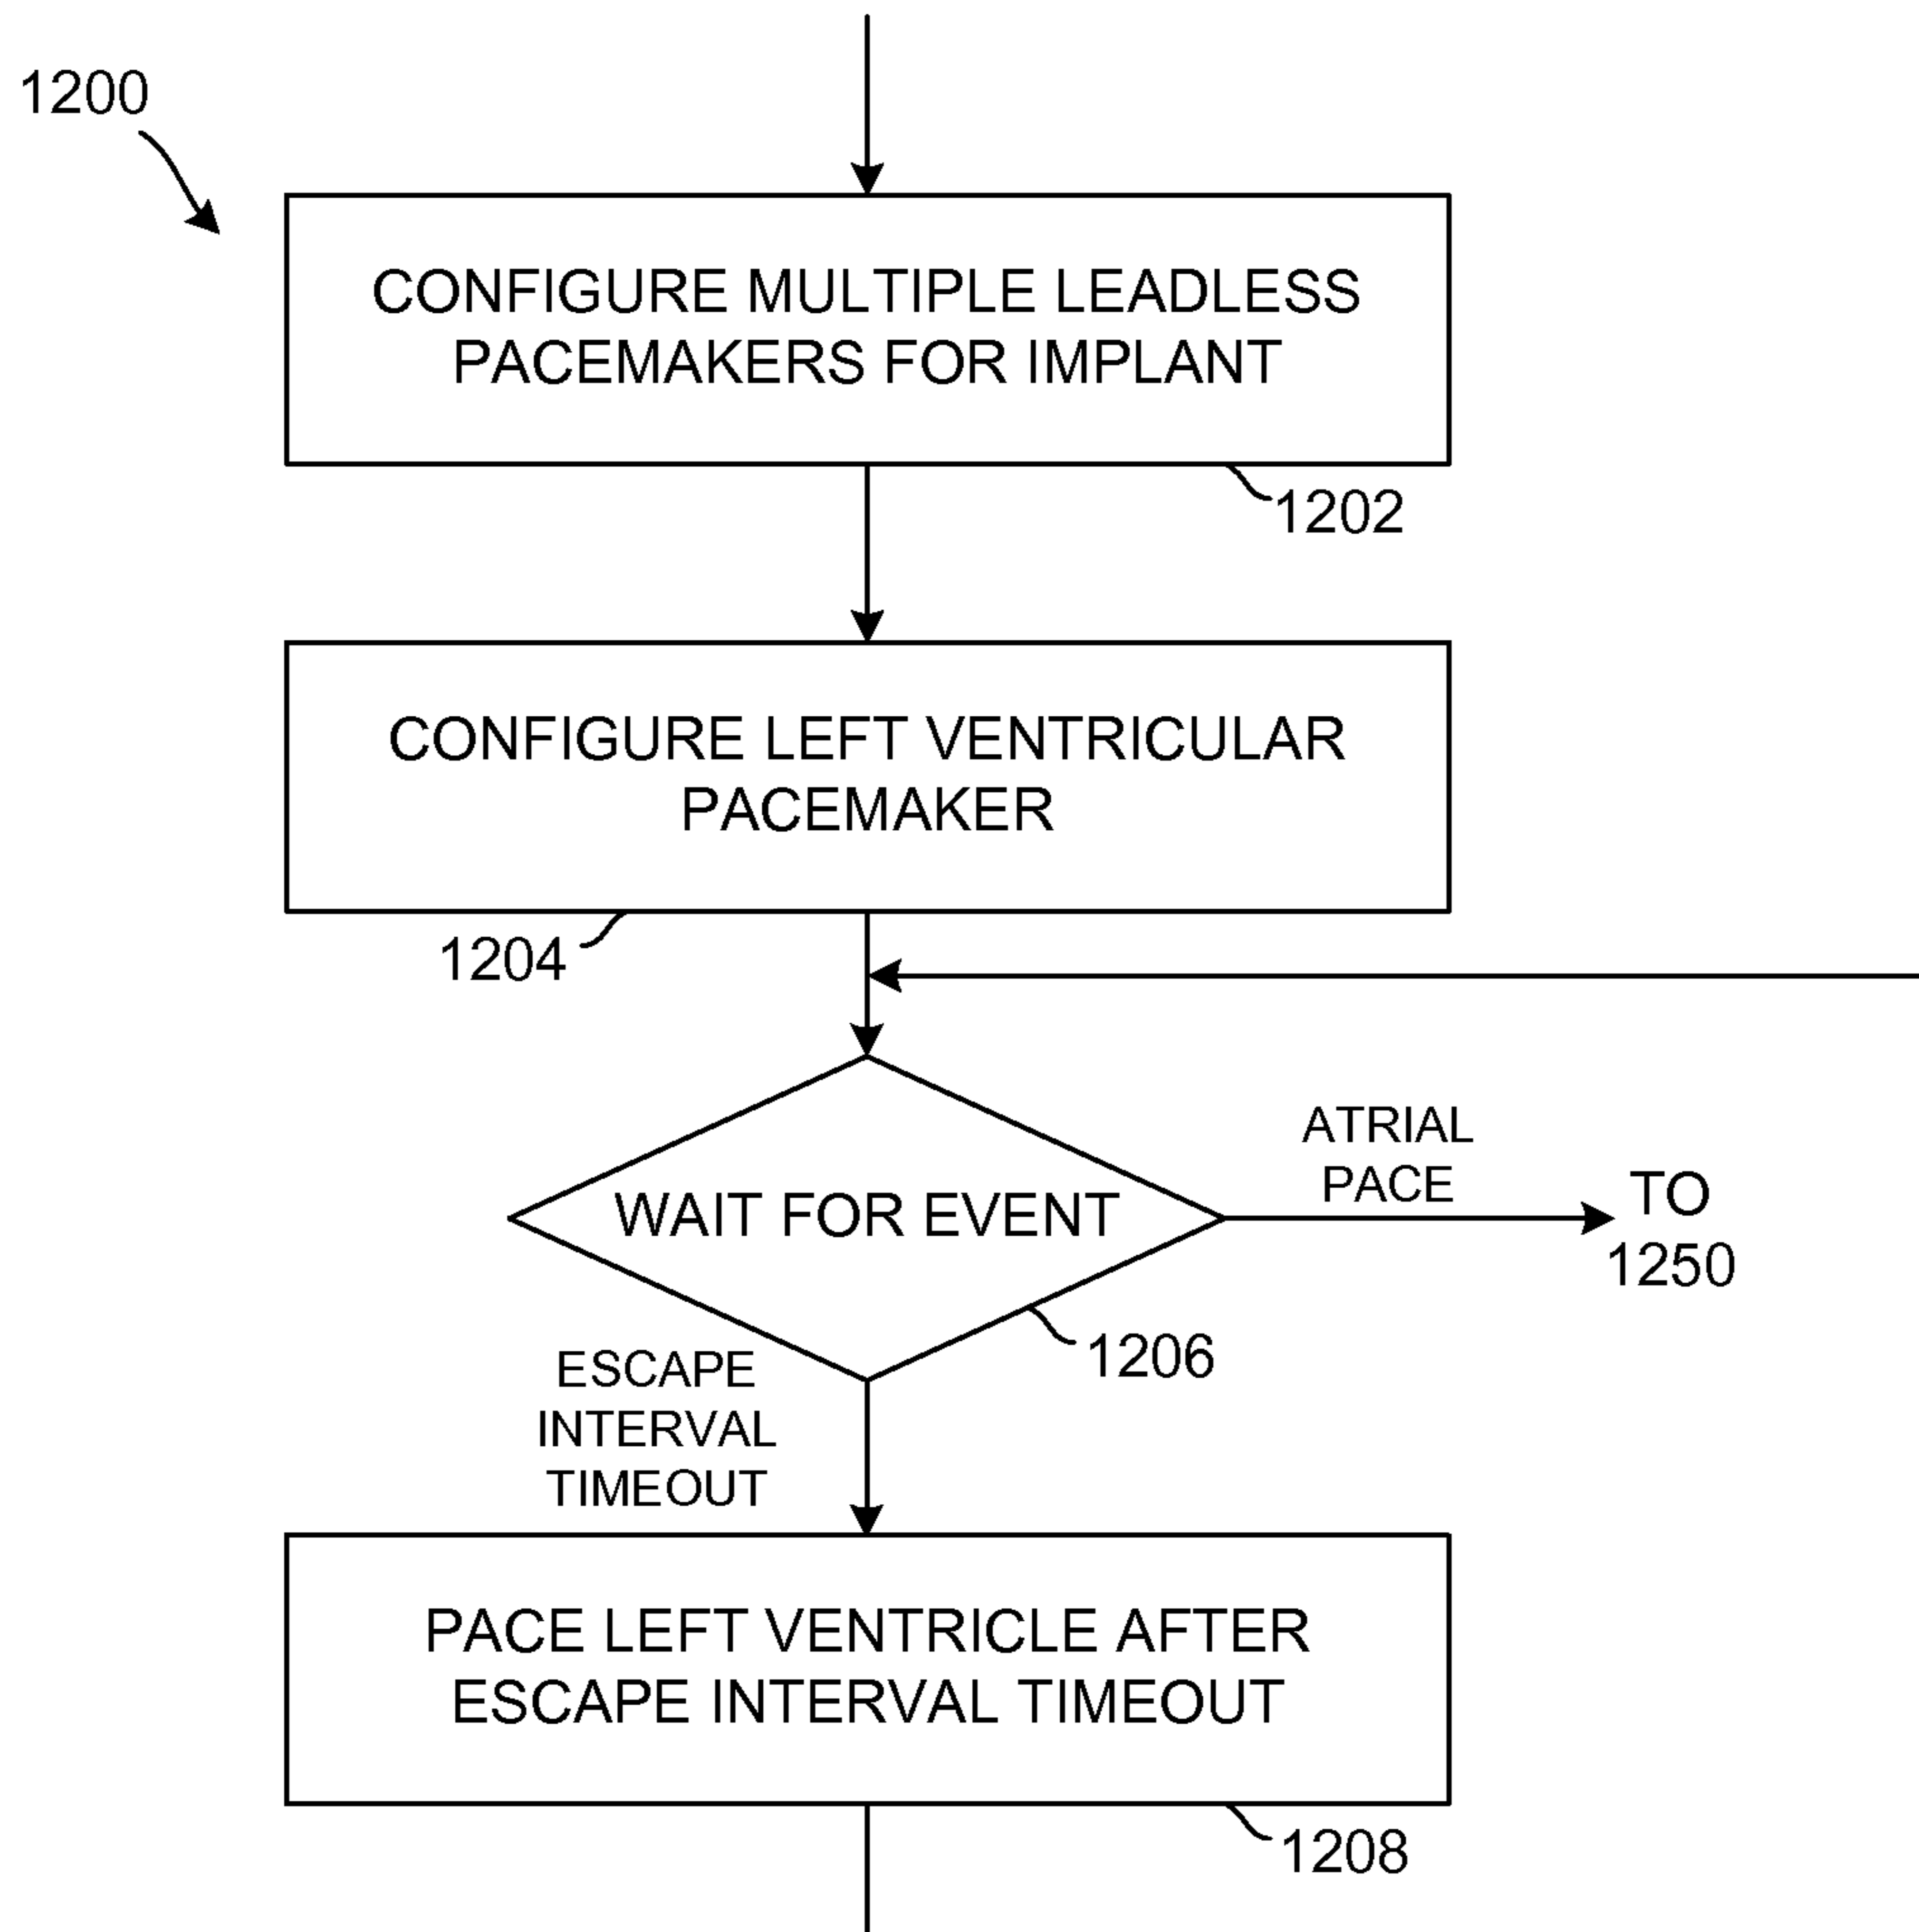 1200
CONFIGURE MULTIPLE LEADLESS
PACEMAKERS FOR IMPLANT
1202
CONFIGURE LEFT VENTRICULAR
PACEMAKER
1204
WAIT FOR EVENT
ATRIAL
PACE
TO
1250
1206
ESCAPE
INTERVAL
TIMEOUT
PACE LEFT VENTRICLE AFTER
ESCAPE INTERVAL TIMEOUT
1208